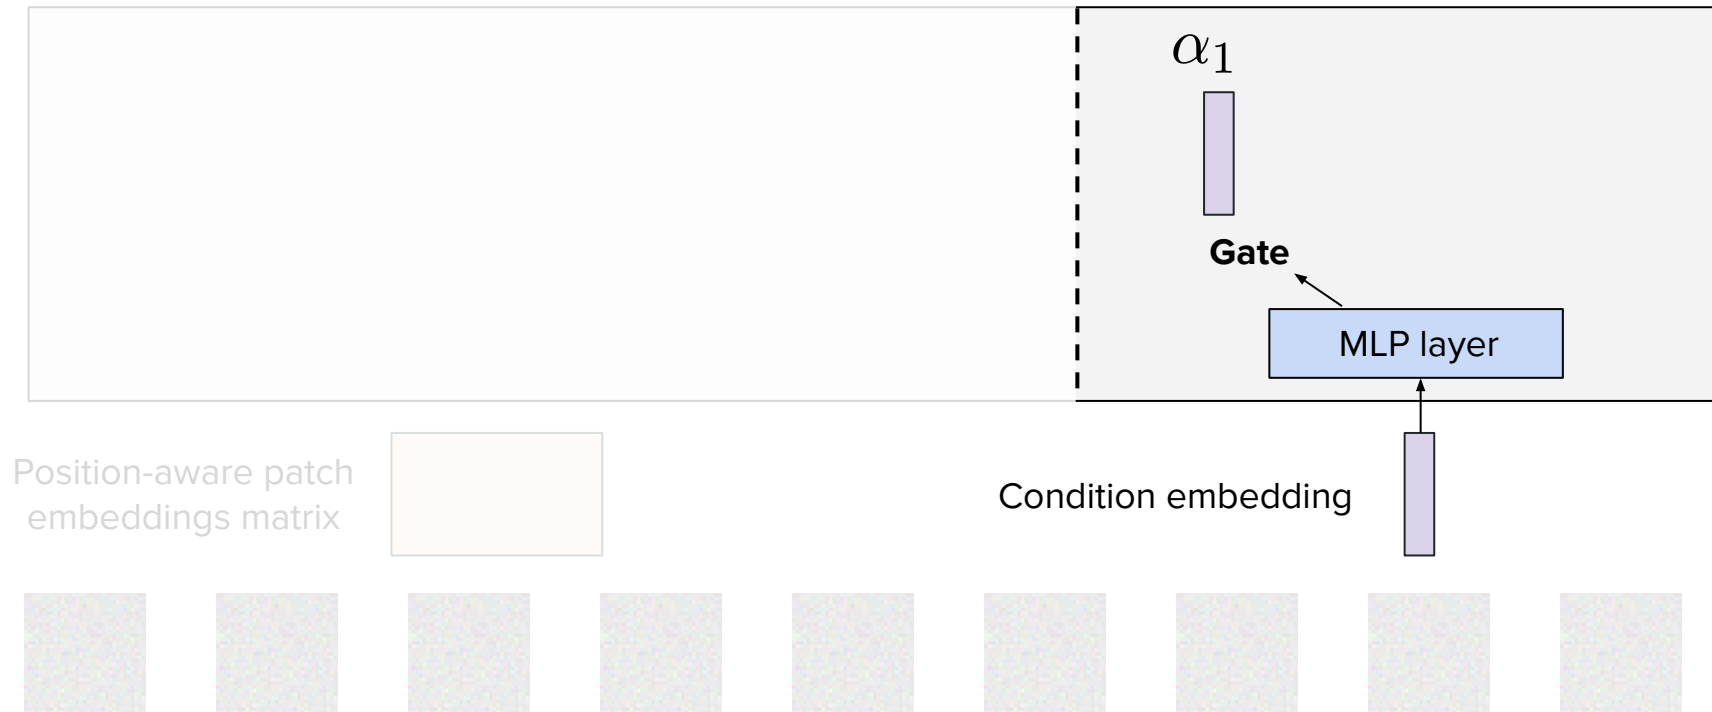 α₁
Gate
MLP layer
Position-aware patch
embeddings matrix
Condition embedding